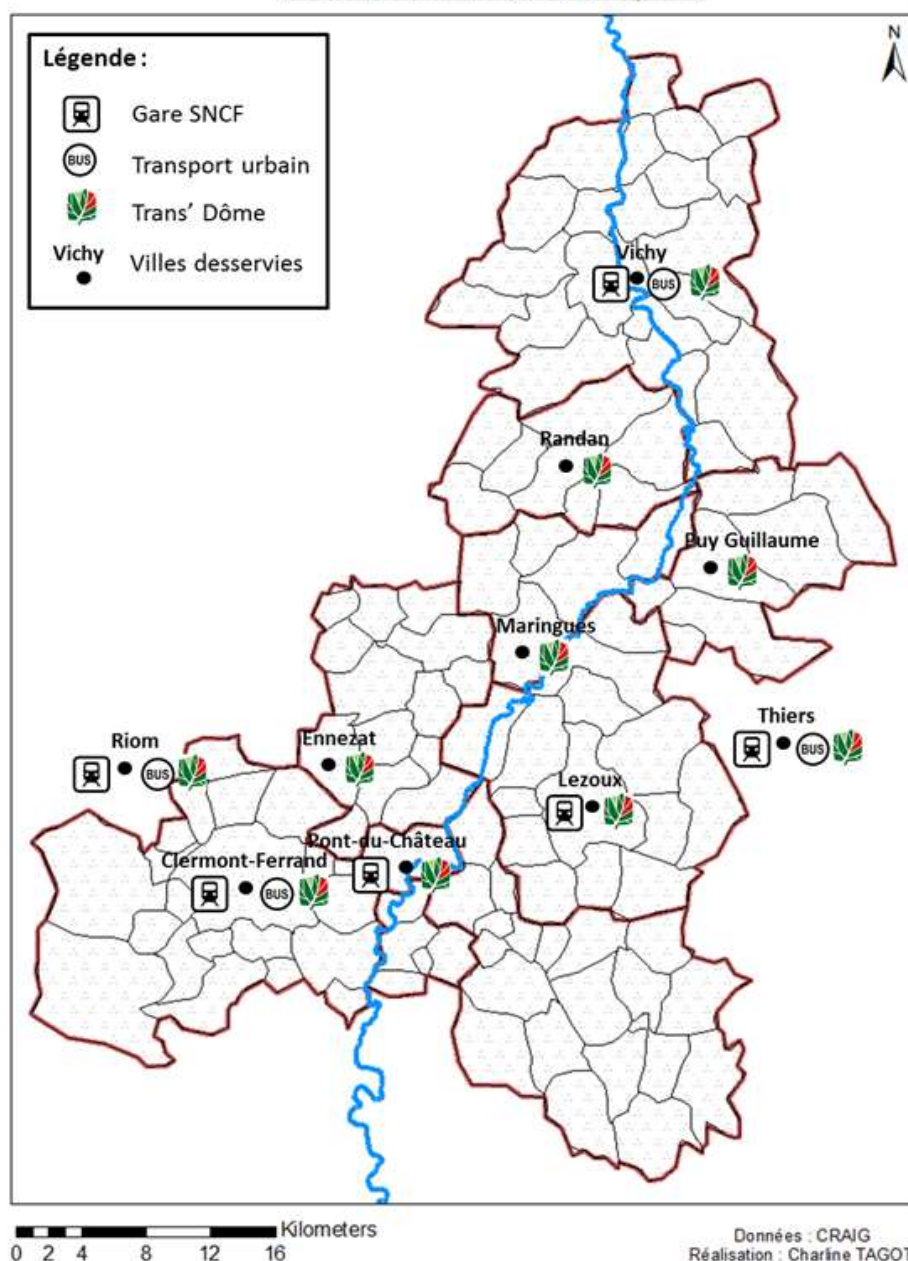 N
Légende :
Gare SNCF
BUS Transport urbain
Trans' Dôme
Vichy Villes desservies
Vichy
BUS
Randan
Puy Guillaume
Maringues
Thiers
BUS
Riom
BUS
Ennezat
Lezoux
Pont-du-Château
Clermont-Ferrand
BUS
Kilometers
0 2 4 8 12 16
Données : CRAIG
Réalisation : Charline TAGOT